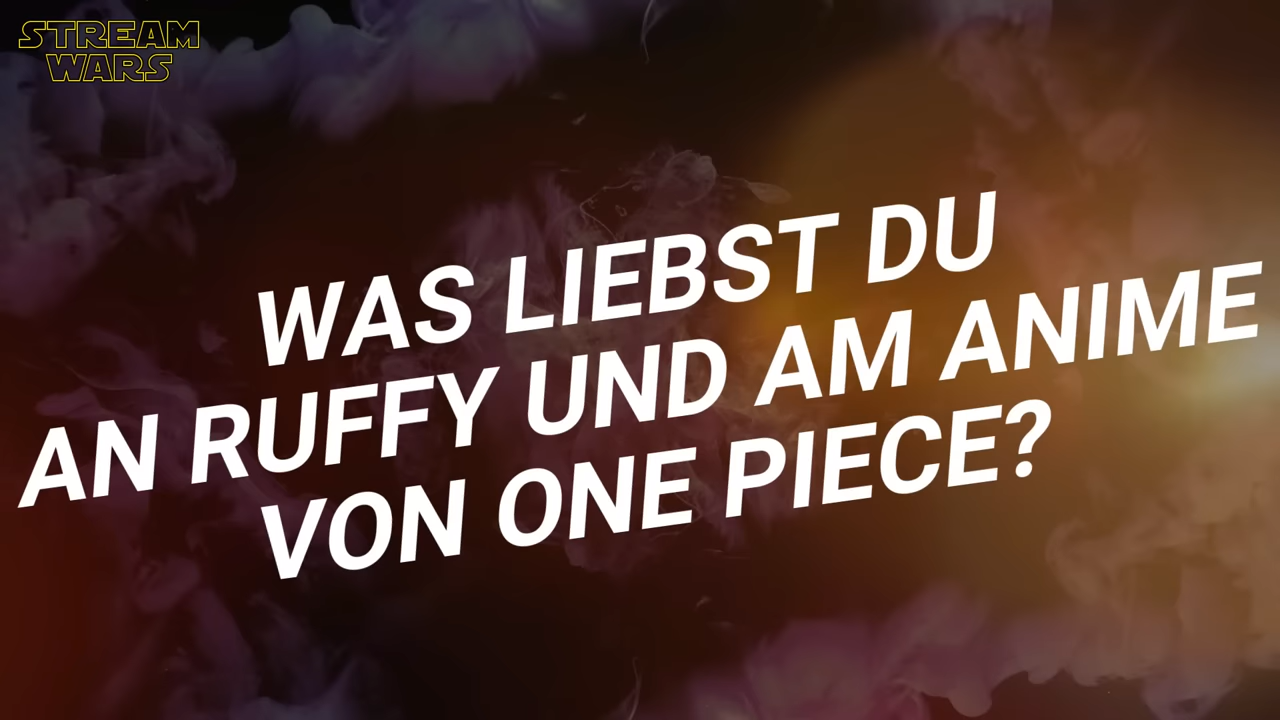 STREAM
WARS
WAS LIEBST DU
AN RUFFY UND AM ANIME
VON ONE PIECE?